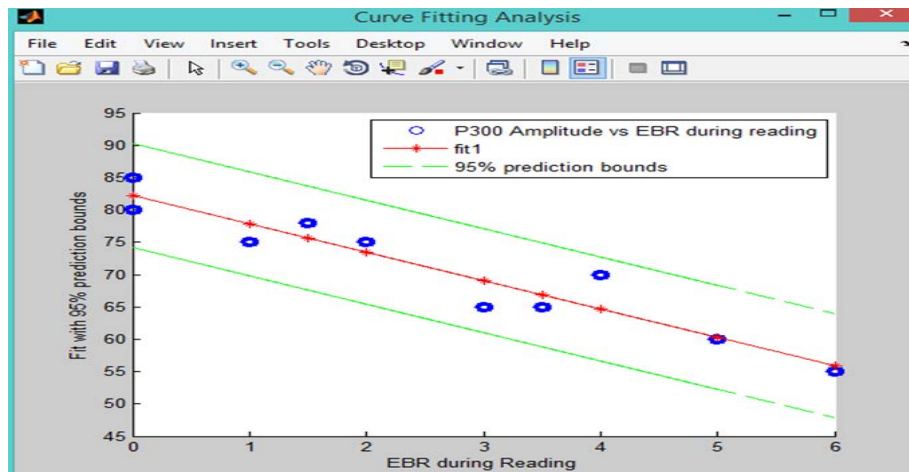 Curve Fitting Analysis
File Edit View Insert Tools Desktop Window Help
P300 Amplitude vs EBR during reading
fit1
95% prediction bounds
Fit with 95% prediction bounds
95
90
85
80
75
70
65
60
55
50
45
0 1 2 3 4 5 6
EBR during Reading